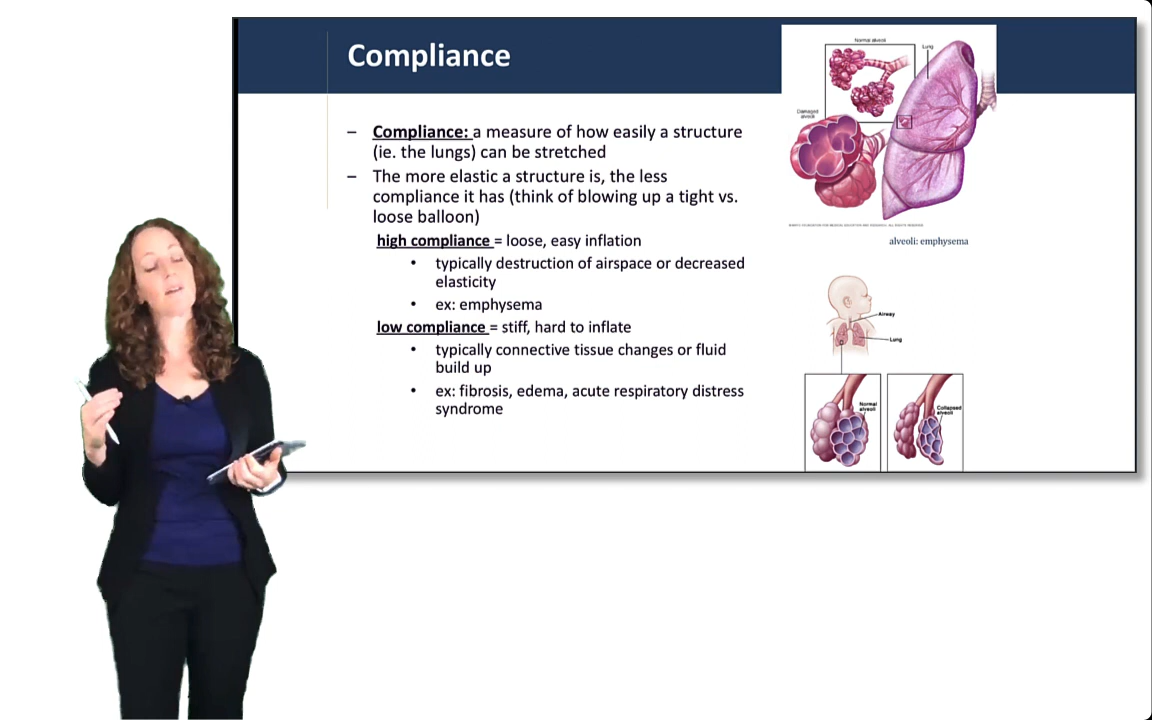 Compliance
– Compliance: a measure of how easily a structure
(ie. the lungs) can be stretched
– The more elastic a structure is, the less
compliance it has (think of blowing up a tight vs.
loose balloon)
high compliance = loose, easy inflation
• typically destruction of airspace or decreased
elasticity
• ex: emphysema
low compliance = stiff, hard to inflate
• typically connective tissue changes or fluid
build up
• ex: fibrosis, edema, acute respiratory distress
syndrome
Normal alveoli
Lung
Damaged
alveoli
alveoli: emphysema
Airway
Lung
Normal
alveoli
Collapsed
alveoli